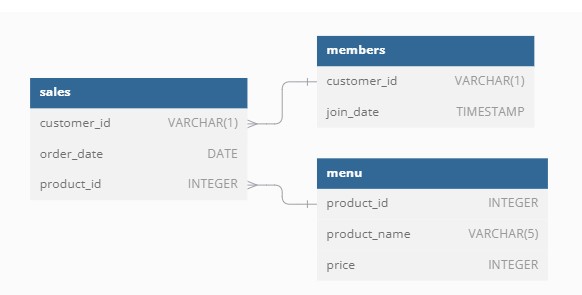 sales
customer_id VARCHAR(1)
order_date DATE
product_id INTEGER
members
customer_id VARCHAR(1)
join_date TIMESTAMP
menu
product_id INTEGER
product_name VARCHAR(5)
price INTEGER